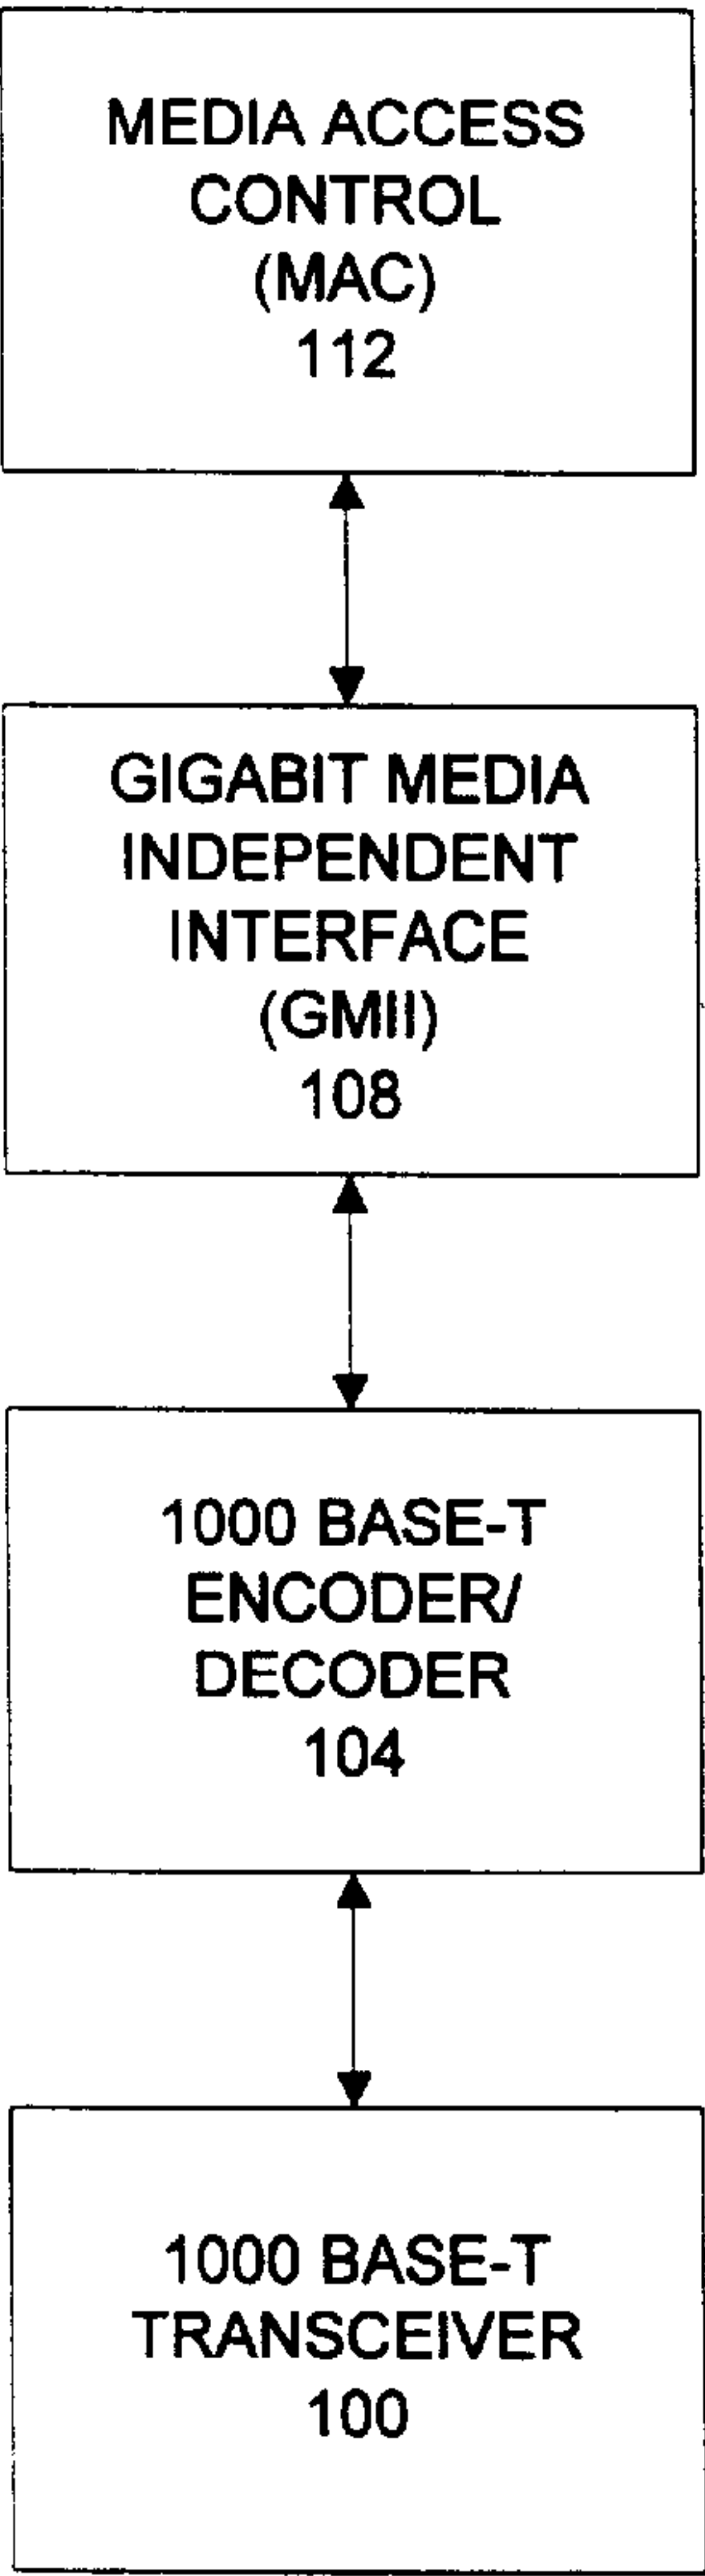 MEDIA ACCESS
CONTROL
(MAC)
112
GIGABIT MEDIA
INDEPENDENT
INTERFACE
(GMII)
108
1000 BASE-T
ENCODER/
DECODER
104
1000 BASE-T
TRANSCEIVER
100